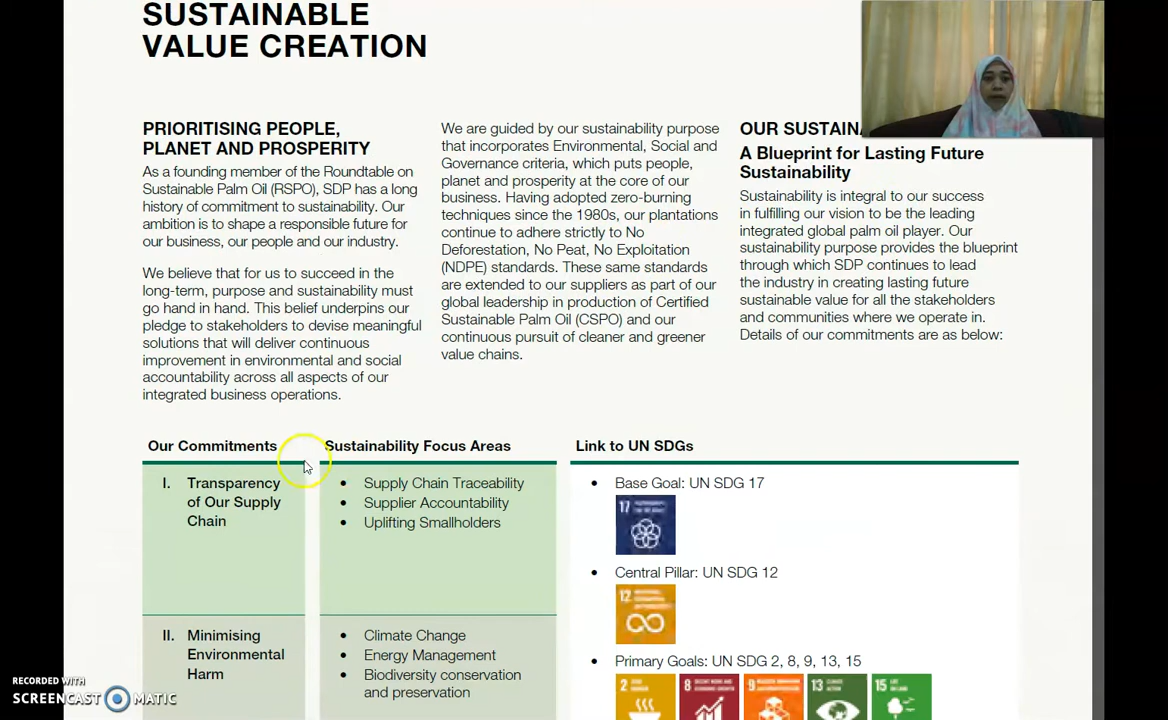 SUSTAINABLE
VALUE CREATION
PRIORITISING PEOPLE,
PLANET AND PROSPERITY
As a founding member of the Roundtable on
Sustainable Palm Oil (RSPO), SDP has a long
history of commitment to sustainability. Our
ambition is to shape a responsible future for
our business, our people and our industry.
We believe that for us to succeed in the
long-term, purpose and sustainability must
go hand in hand. This belief underpins our
pledge to stakeholders to devise meaningful
solutions that will deliver continuous
improvement in environmental and social
accountability across all aspects of our
integrated business operations.
We are guided by our sustainability purpose
that incorporates Environmental, Social and
Governance criteria, which puts people,
planet and prosperity at the core of our
business. Having adopted zero-burning
techniques since the 1980s, our plantations
continue to adhere strictly to No
Deforestation, No Peat, No Exploitation
(NDPE) standards. These same standards
are extended to our suppliers as part of our
global leadership in production of Certified
Sustainable Palm Oil (CSPO) and our
continuous pursuit of cleaner and greener
value chains.
OUR SUSTAINA
A Blueprint for Lasting Future
Sustainability
Sustainability is integral to our success
in fulfilling our vision to be the leading
integrated global palm oil player. Our
sustainability purpose provides the blueprint
through which SDP continues to lead
the industry in creating lasting future
sustainable value for all the stakeholders
and communities where we operate in.
Details of our commitments are as below:
Our Commitments
Sustainability Focus Areas
Link to UN SDGs
I. Transparency
of Our Supply
Chain
• Supply Chain Traceability
• Supplier Accountability
• Uplifting Smallholders
• Base Goal: UN SDG 17
17
• Central Pillar: UN SDG 12
12
• Primary Goals: UN SDG 2, 8, 9, 13, 15
2 8 9 13 15
II. Minimising
Environmental
Harm
• Climate Change
• Energy Management
• Biodiversity conservation
and preservation
RECORDED WITH
SCREENCAST MATIC